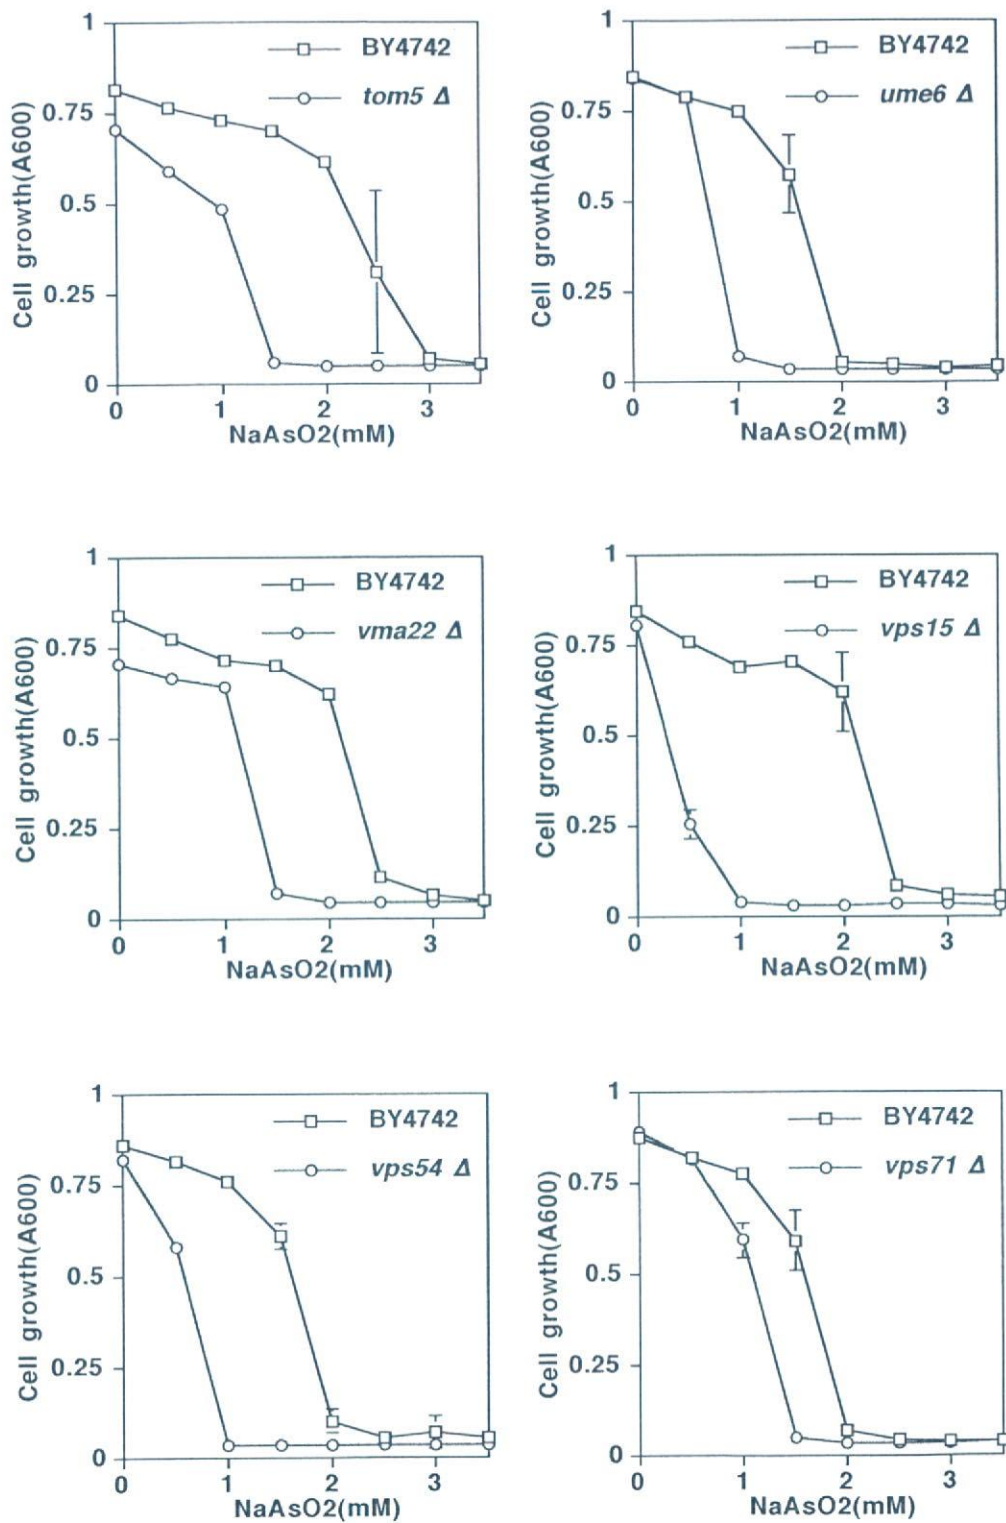 1
BY4742
tom5 Δ
0.75
0.5
0.25
0
Cell growth(A600)
0 1 2 3
NaAsO2(mM)
1
BY4742
ume6 Δ
0.75
0.5
0.25
0
Cell growth(A600)
0 1 2 3
NaAsO2(mM)
1
BY4742
vma22 Δ
0.75
0.5
0.25
0
Cell growth(A600)
0 1 2 3
NaAsO2(mM)
1
BY4742
vps15 Δ
0.75
0.5
0.25
0
Cell growth(A600)
0 1 2 3
NaAsO2(mM)
1
BY4742
vps54 Δ
0.75
0.5
0.25
0
Cell growth(A600)
0 1 2 3
NaAsO2(mM)
1
BY4742
vps71 Δ
0.75
0.5
0.25
0
Cell growth(A600)
0 1 2 3
NaAsO2(mM)